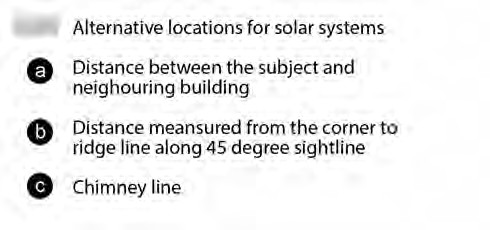 Alternative locations for solar systems
a Distance between the subject and
neighouring building
b Distance meansured from the corner to
ridge line along 45 degree sightline
c Chimney line